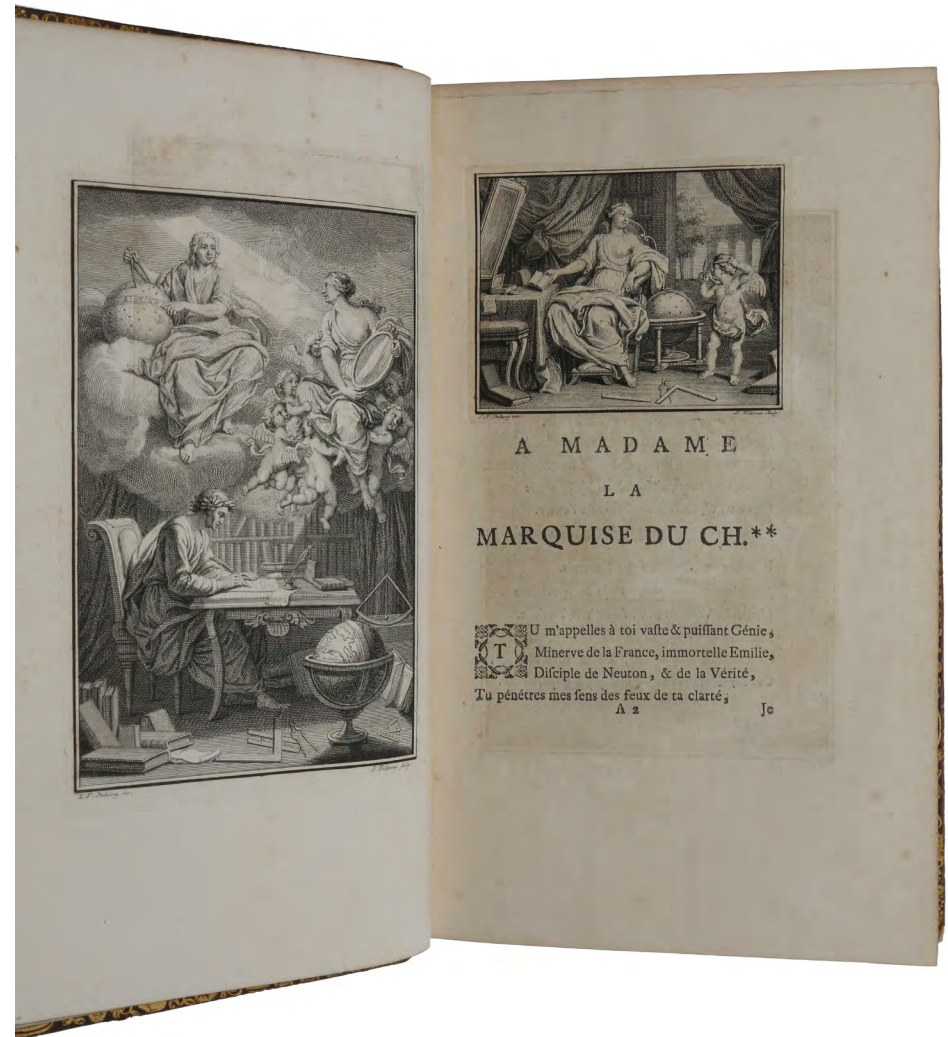 A MADAME
LA
MARQUISE DU CH.**
TU m'appelles à toi vaſte & puiſſant Génie,
Minerve de la France, immortelle Emilie,
Diſciple de Neuton, & de la Vérité,
Tu pénétres mes ſens des feux de ta clarté,
A 2 Je